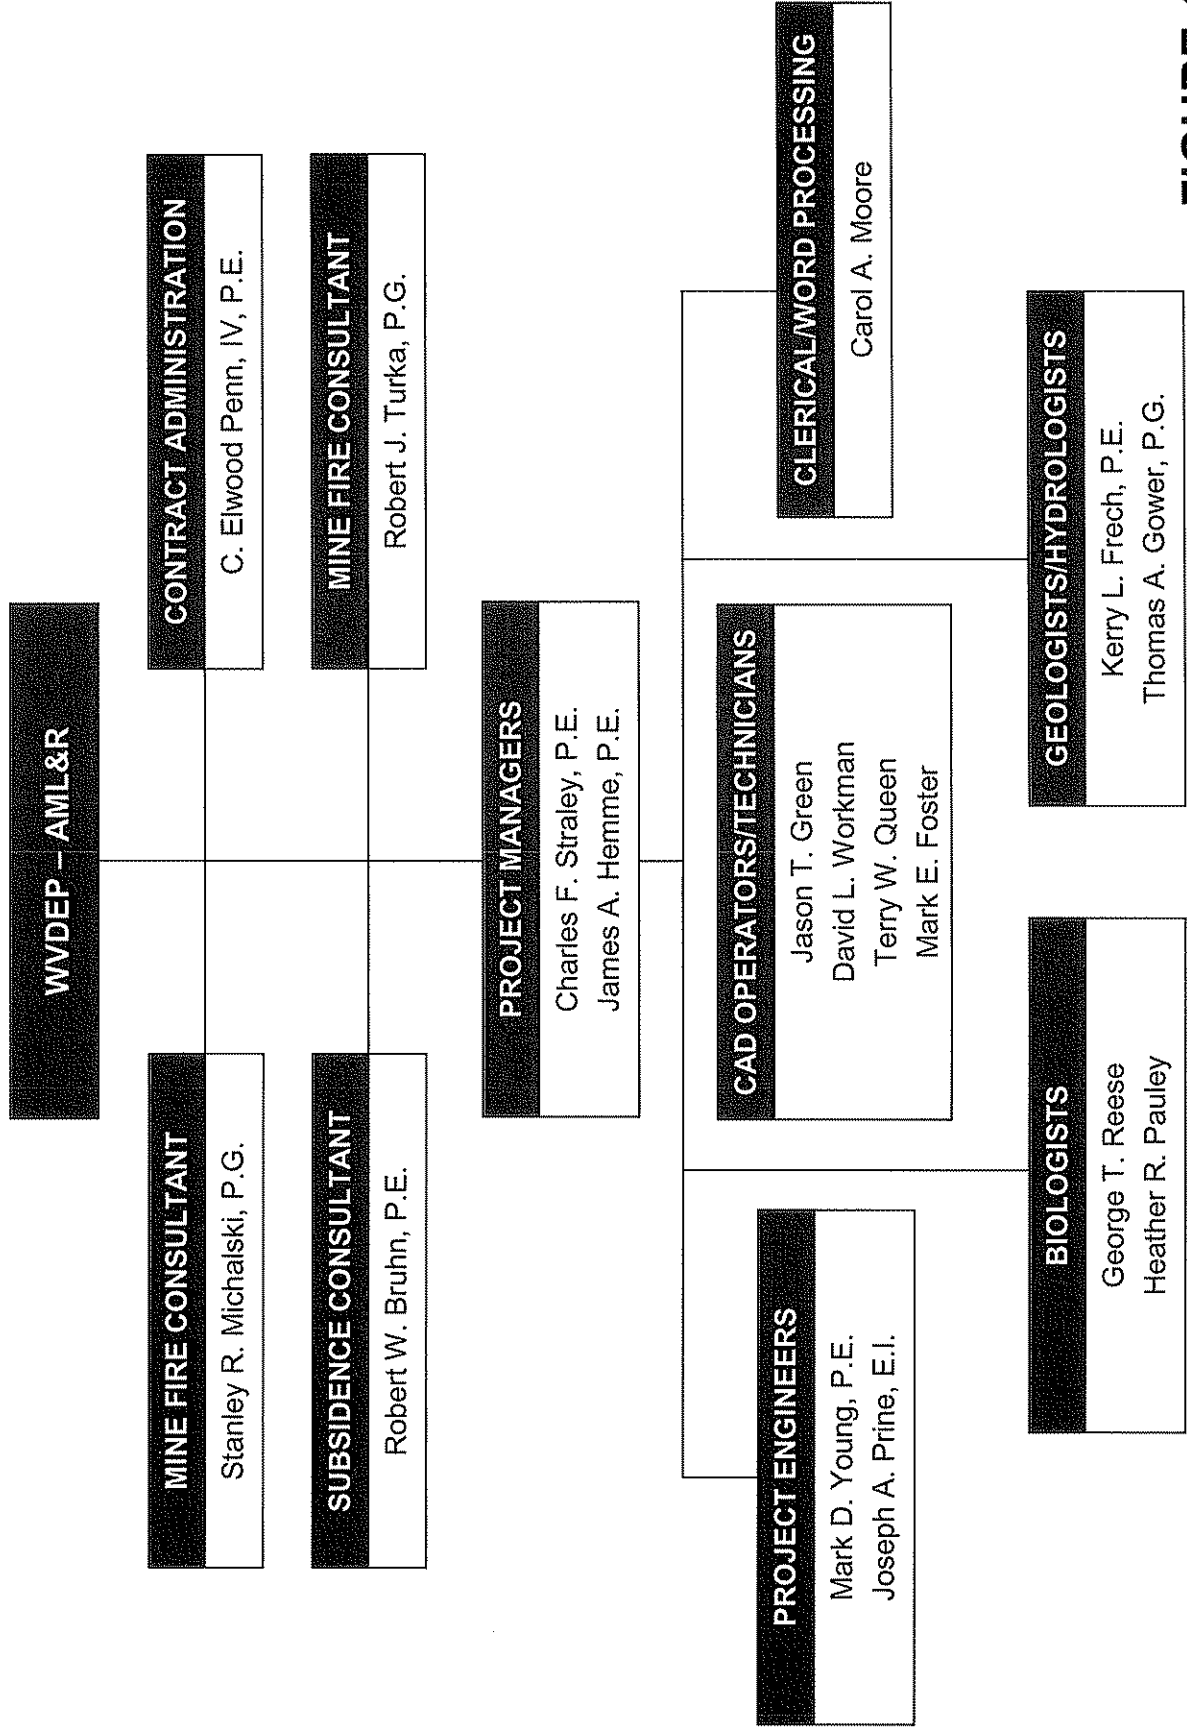 WVDEP – AML&R
MINE FIRE CONSULTANT
Stanley R. Michalski, P.G.
CONTRACT ADMINISTRATION
C. Elwood Penn, IV, P.E.
SUBSIDENCE CONSULTANT
Robert W. Bruhn, P.E.
MINE FIRE CONSULTANT
Robert J. Turka, P.G.
PROJECT MANAGERS
Charles F. Straley, P.E.
James A. Hemme, P.E.
PROJECT ENGINEERS
Mark D. Young, P.E.
Joseph A. Prine, E.I.
CAD OPERATORS/TECHNICIANS
Jason T. Green
David L. Workman
Terry W. Queen
Mark E. Foster
CLERICAL/WORD PROCESSING
Carol A. Moore
BIOLOGISTS
George T. Reese
Heather R. Pauley
GEOLOGISTS/HYDROLOGISTS
Kerry L. Frech, P.E.
Thomas A. Gower, P.G.
FIGURE